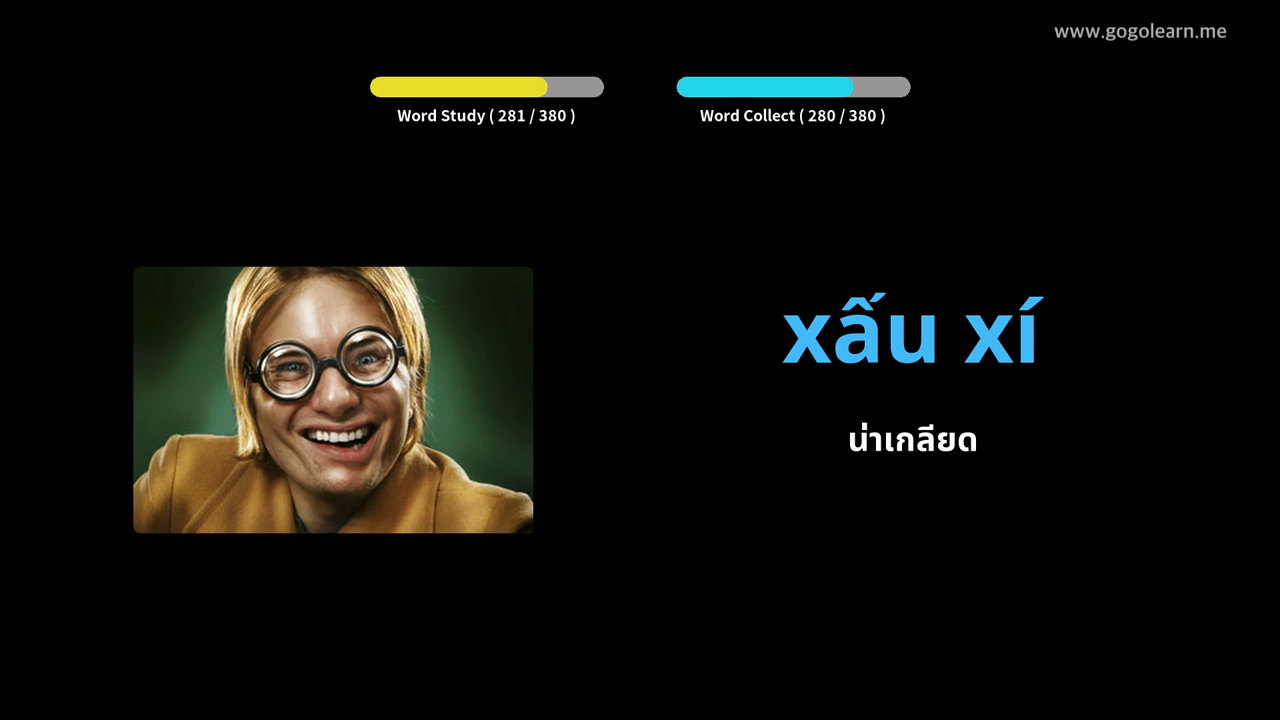 www.gogolearn.me
Word Study ( 281 / 380 )
Word Collect ( 280 / 380 )
xấu xí
น่าเกลียด